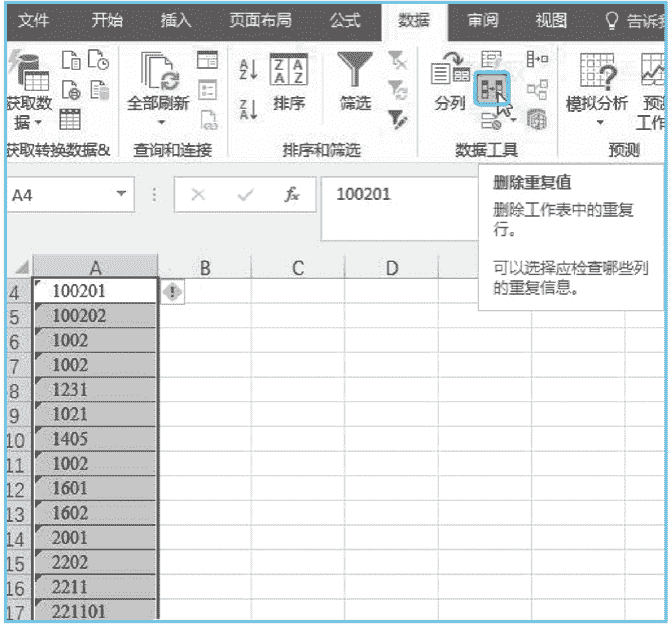 文件 开始 插入 页面布局 公式 数据 审阅 视图 告诉我
获取数据 全部刷新 排序 筛选 分列 模拟分析 预测工作
获取转换数据& 查询和连接 排序和筛选 数据工具 预测
A4 fx 100201
删除重复值
删除工作表中的重复
行。
可以选择应检查哪些列
的重复信息。
A B C D
4 100201
5 100202
6 1002
7 1002
8 1231
9 1021
10 1405
11 1002
12 1601
13 1602
14 2001
15 2202
16 2211
17 221101